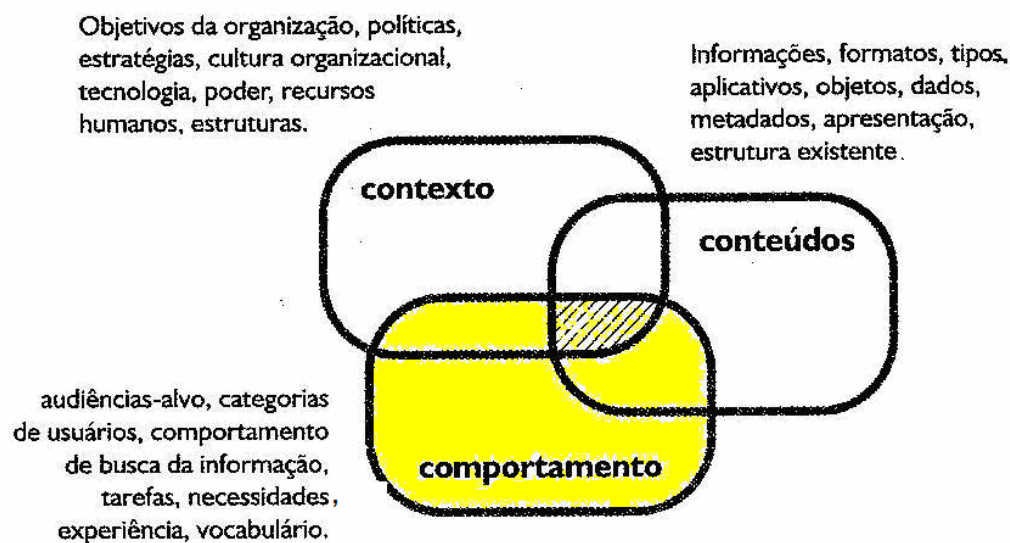 Objetivos da organização, políticas,
estratégias, cultura organizacional,
tecnologia, poder, recursos
humanos, estruturas.
Informações, formatos, tipos,
aplicativos, objetos, dados,
metadados, apresentação,
estrutura existente.
contexto
conteúdos
comportamento
audiências-alvo, categorias
de usuários, comportamento
de busca da informação,
tarefas, necessidades,
experiência, vocabulário.